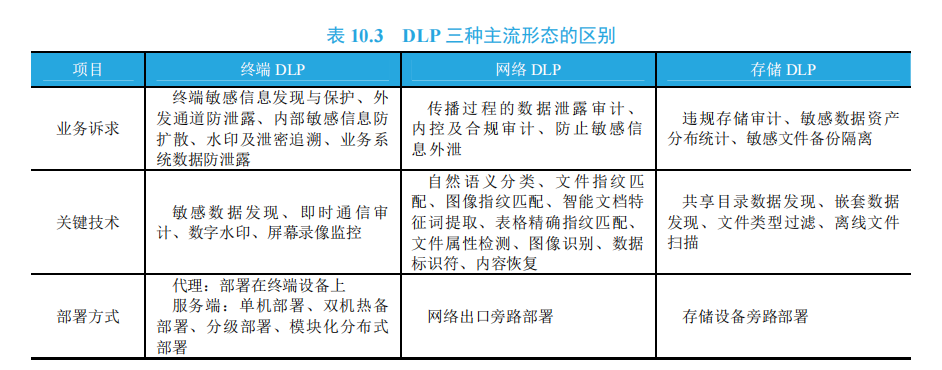 表 10.3 DLP 三种主流形态的区别
项目
终端 DLP
网络 DLP
存储 DLP
业务诉求
终端敏感信息发现与保护、外
发通道防泄露、内部敏感信息防
扩散、水印及泄密追溯、业务系
统数据防泄露
传播过程的数据泄露审计、
内控及合规审计、防止敏感信
息外泄
违规存储审计、敏感数据资产
分布统计、敏感文件备份隔离
关键技术
敏感数据发现、即时通信审
计、数字水印、屏幕录像监控
自然语义分类、文件指纹匹
配、图像指纹匹配、智能文档特
征词提取、表格精确指纹匹配、
文件属性检测、图像识别、数据
标识符、内容恢复
共享目录数据发现、嵌套数据
发现、文件类型过滤、离线文件
扫描
部署方式
代理：部署在终端设备上
服务端：单机部署、双机热备
部署、分级部署、模块化分布式
部署
网络出口旁路部署
存储设备旁路部署